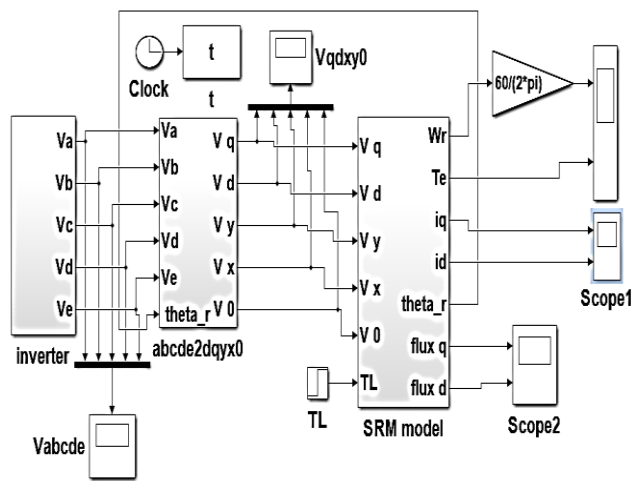 Clock
t
t
Vqdxy0
60/(2*pi)
Va
Vb
Vc
Vd
Ve
inverter
Va
Vb
Vc
Vd
Ve
theta_r
V q
V d
V y
V x
V 0
abcde2dqyx0
V q
V d
V y
V x
V 0
TL
Wr
Te
iq
id
theta_r
flux q
flux d
SRM model
TL
Scope1
Scope2
Vabcde